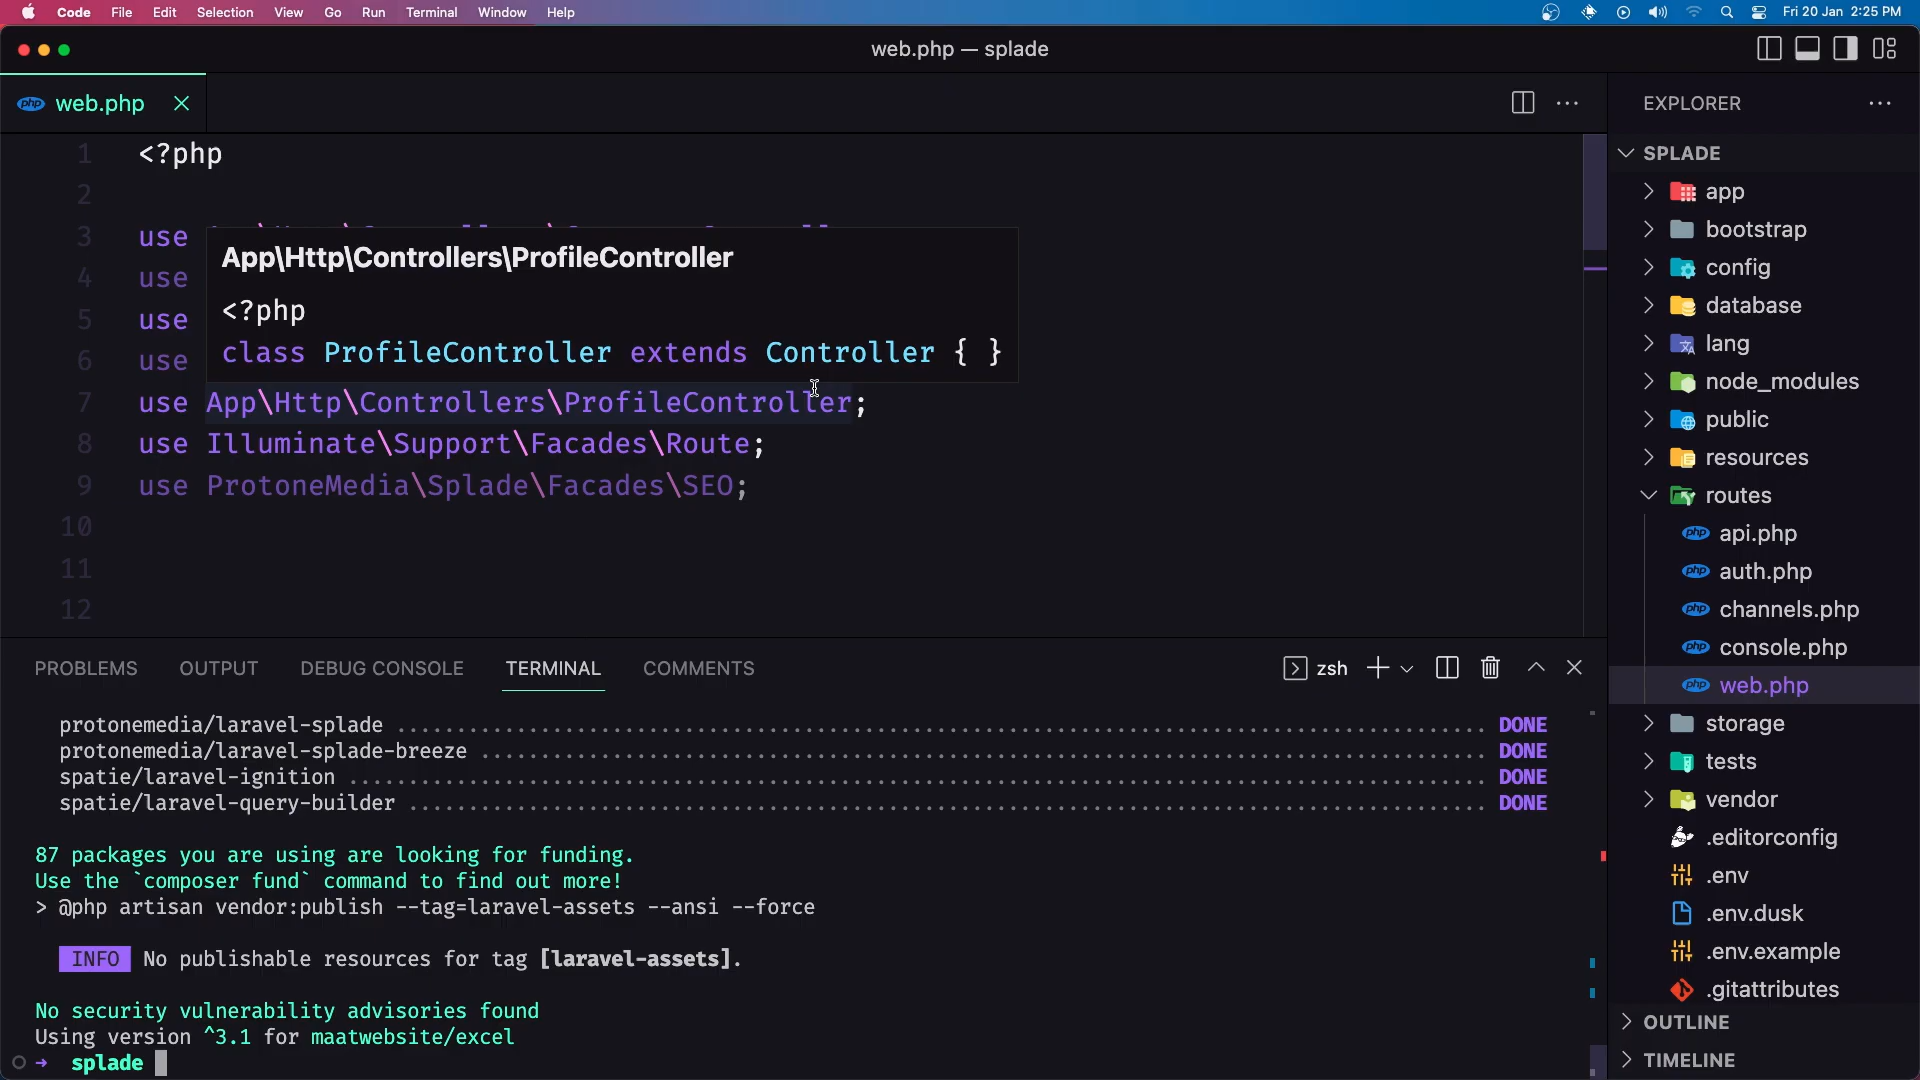 Code File Edit Selection View Go Run Terminal Window Help Fri 20 Jan 2:25 PM
web.php — splade
php web.php
EXPLORER
1 <?php
2
3 use
4 use
5 use
6 use
App\Http\Controllers\ProfileController
<?php
class ProfileController extends Controller { }
7 use App\Http\Controllers\ProfileController;
8 use Illuminate\Support\Facades\Route;
9 use ProtoneMedia\Splade\Facades\SEO;
10
11
12
PROBLEMS OUTPUT DEBUG CONSOLE TERMINAL COMMENTS zsh
protonemedia/laravel-splade DONE
protonemedia/laravel-splade-breeze DONE
spatie/laravel-ignition DONE
spatie/laravel-query-builder DONE
87 packages you are using are looking for funding.
Use the `composer fund` command to find out more!
> @php artisan vendor:publish --tag=laravel-assets --ansi --force
INFO No publishable resources for tag [laravel-assets].
No security vulnerability advisories found
Using version ^3.1 for maatwebsite/excel
→ splade
SPLADE
app
bootstrap
config
database
lang
node_modules
public
resources
routes
php api.php
php auth.php
php channels.php
php console.php
php web.php
storage
tests
vendor
.editorconfig
.env
.env.dusk
.env.example
.gitattributes
OUTLINE
TIMELINE